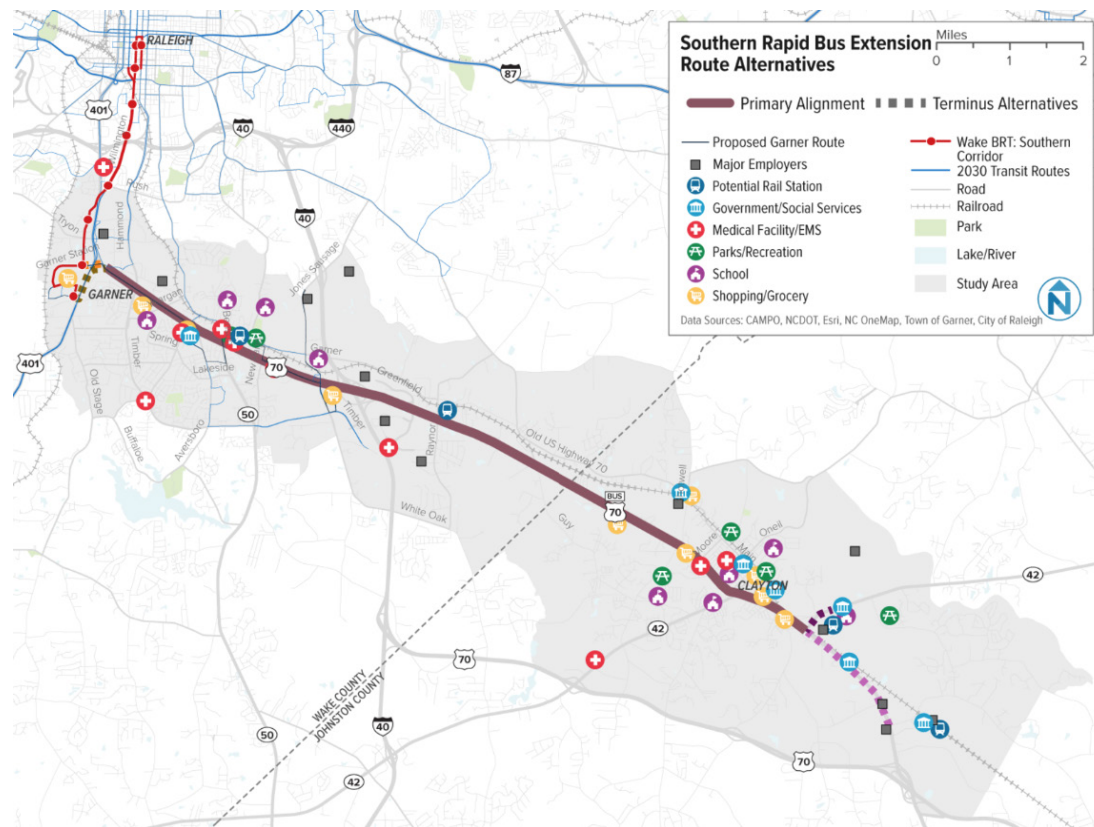 Southern Rapid Bus Extension
Route Alternatives
Miles
0 1 2
Primary Alignment
Terminus Alternatives
Proposed Garner Route
Major Employers
Potential Rail Station
Government/Social Services
Medical Facility/EMS
Parks/Recreation
School
Shopping/Grocery
Wake BRT: Southern
Corridor
2030 Transit Routes
Road
Railroad
Park
Lake/River
Study Area
N
Data Sources: CAMPO, NCDOT, Esri, NC OneMap, Town of Garner, City of Raleigh
RALEIGH
87
401
40
440
Wilmington
Rush
Hammond
Tryon
40
Garner Station
Jones Sausage
GARNER
Spring
Lakeside
70
Garner
Greenfield
401
Timber
Old Stage
50
Timber
Raynor
Buffaloe
Aversboro
Old US Highway 70
White Oak
BUS
70
Guy
Moore
Oneil
CLAYTON
42
42
70
WAKE COUNTY
JOHNSTON COUNTY
40
50
42
70